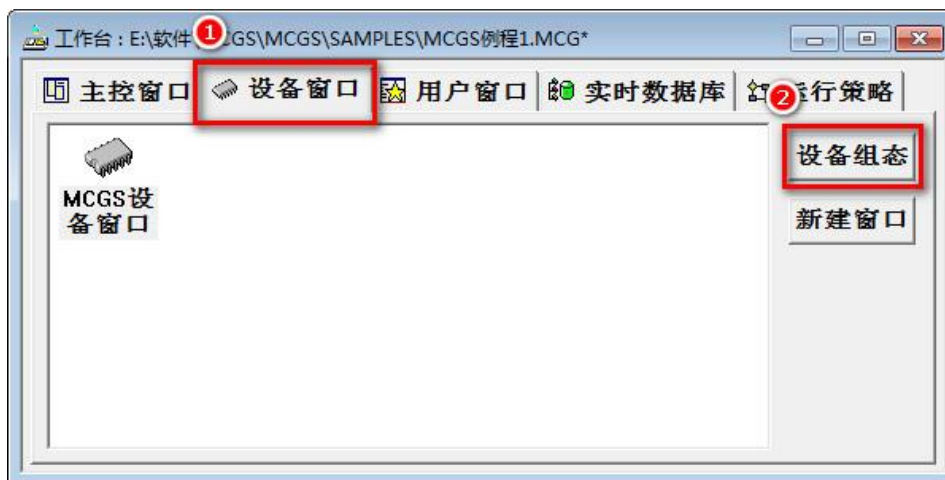 工作台：E:\软件 1 CGS\MCGS\SAMPLES\MCGS例程1.MCG*
主控窗口 设备窗口 用户窗口 实时数据库 2 行策略
MCGS设
备窗口
设备组态
新建窗口